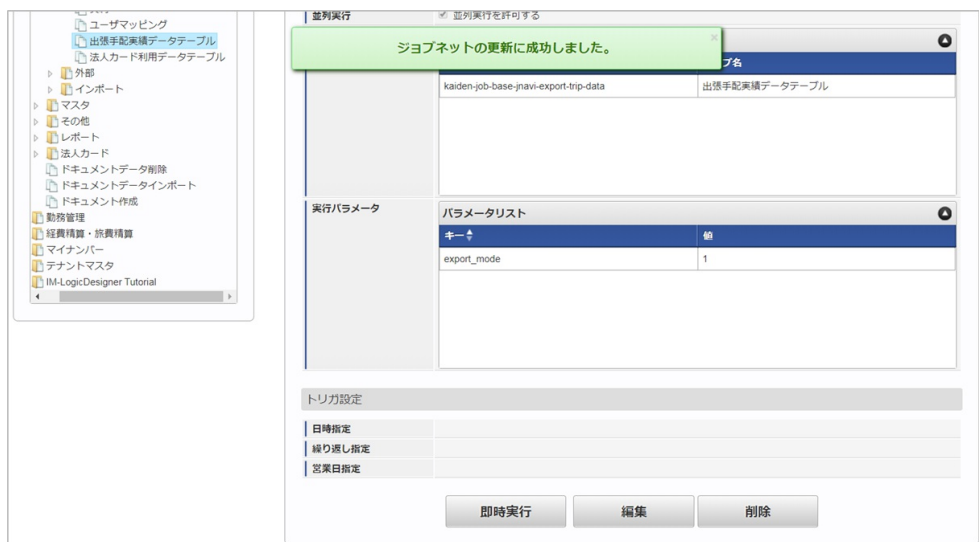 ユーザマッピング
出張手配実績データテーブル
法人カード利用データテーブル
外部
インポート
マスタ
その他
レポート
法人カード
ドキュメントデータ削除
ドキュメントデータインポート
ドキュメント作成
勤務管理
経費精算・旅費精算
マイナンバー
テナントマスタ
IM-LogicDesigner Tutorial
並列実行
並列実行を許可する
ジョブネットの更新に成功しました。
×
ブ名
kaiden-job-base-jnavi-export-trip-data
出張手配実績データテーブル
実行パラメータ
パラメータリスト
キー
値
export_mode
1
トリガ設定
日時指定
繰り返し指定
営業日指定
即時実行
編集
削除